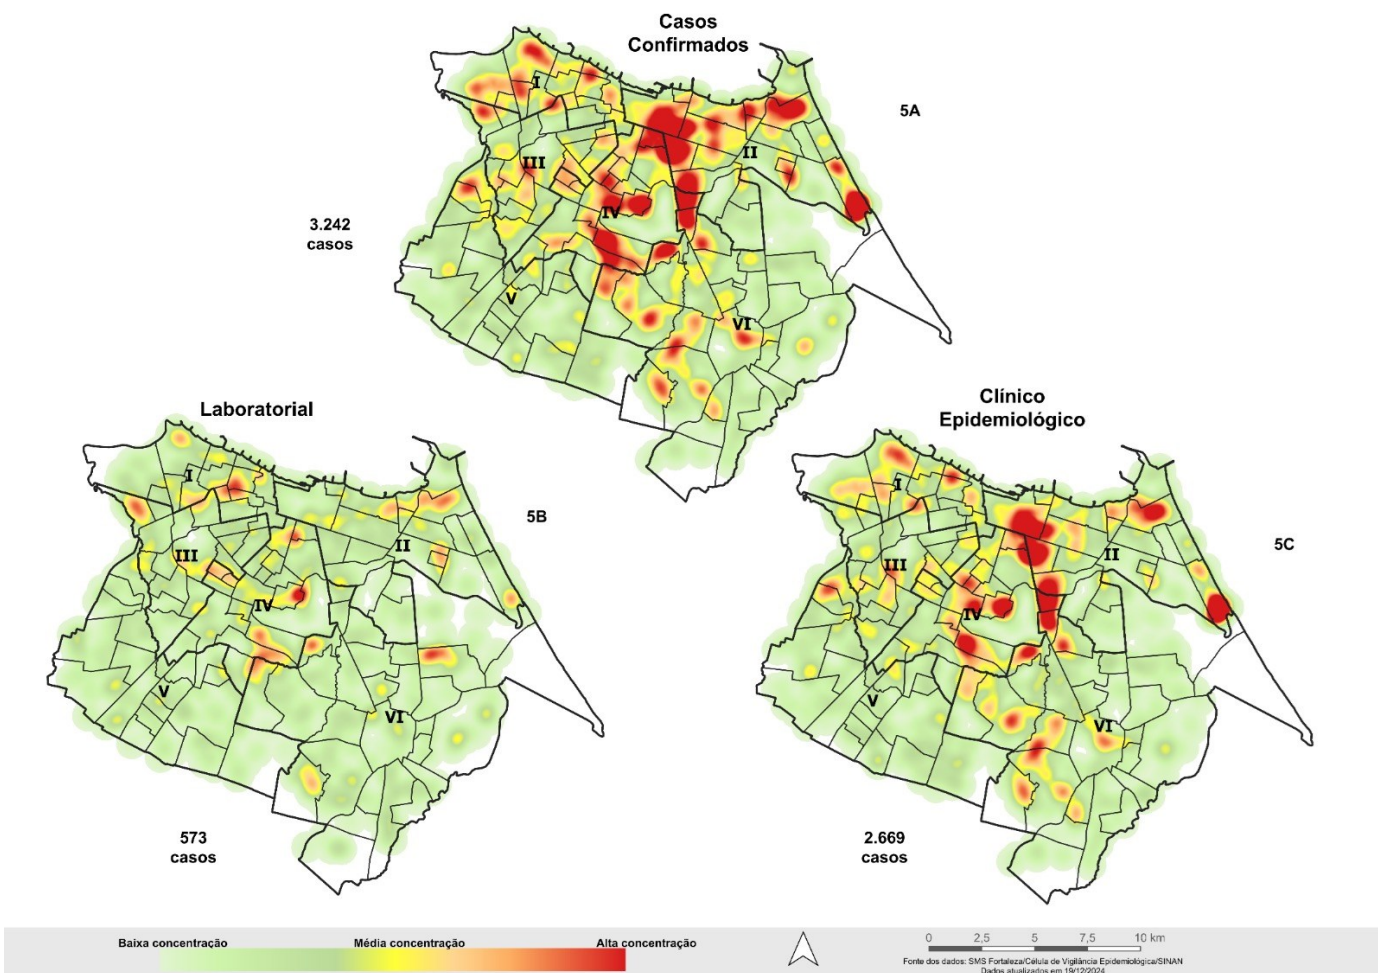 Casos
Confirmados
I
5A
II
III
3.242
casos
IV
V
VI
Laboratorial
I
5B
II
III
IV
V
VI
573
casos
Clínico
Epidemiológico
I
5C
II
III
IV
V
VI
2.669
casos
Baixa concentração
Média concentração
Alta concentração
0 2,5 5 7,5 10 km
Fonte dos dados: SMS Fortaleza/Célula de Vigilância Epidemiológica/SINAN
Dados atualizados em 19/12/2024